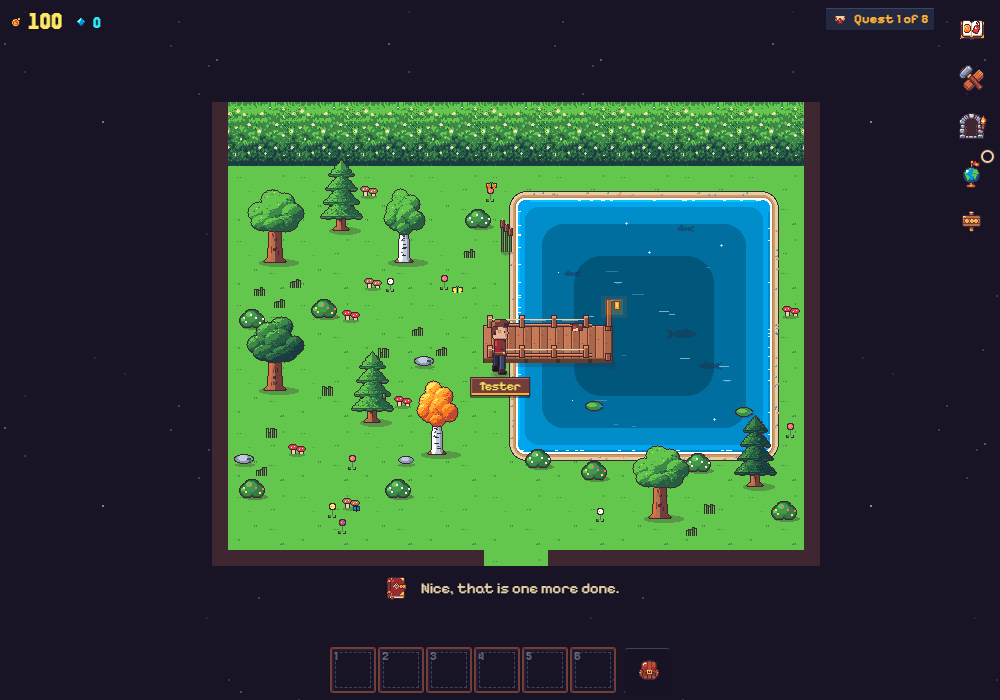 100
0
Quest 1 of 8
Tester
Nice, that is one more done.
1 2 3 4 5 6